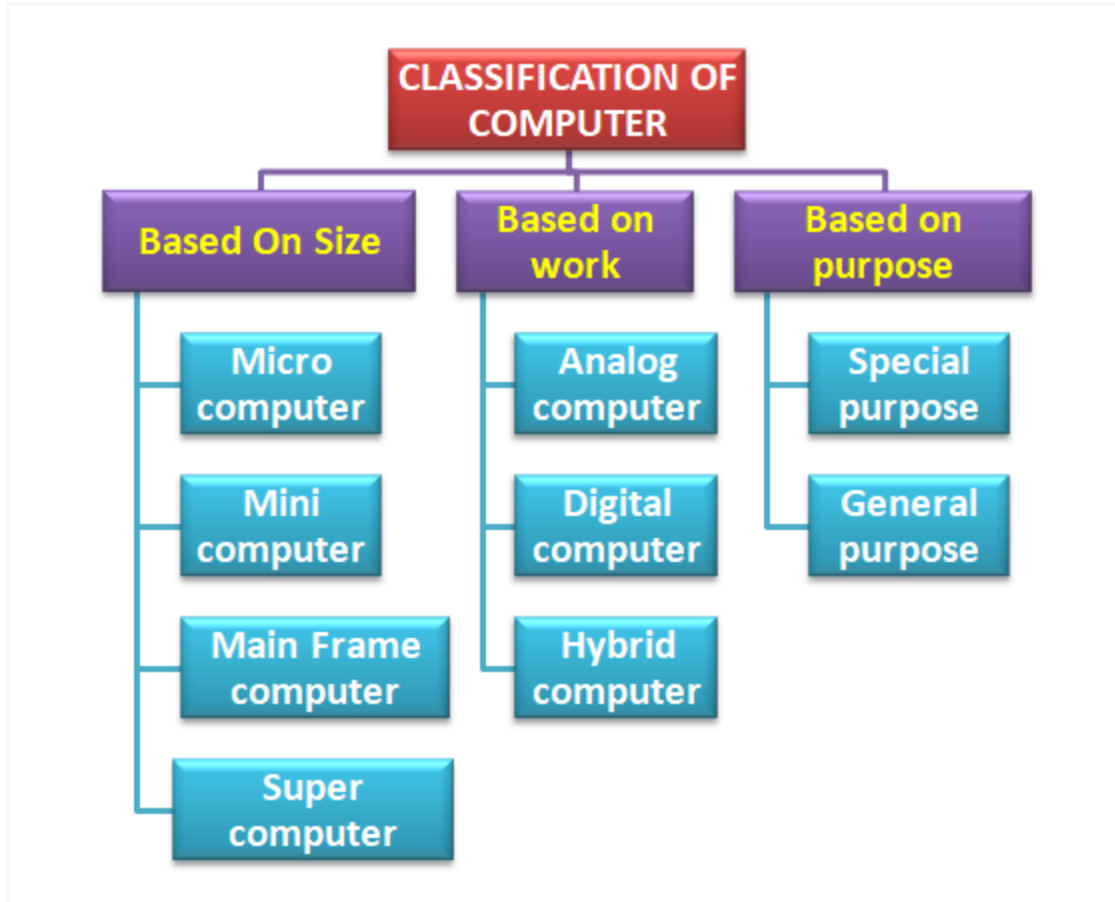 CLASSIFICATION OF
COMPUTER
Based On Size
Micro
computer
Mini
computer
Main Frame
computer
Super
computer
Based on
work
Analog
computer
Digital
computer
Hybrid
computer
Based on
purpose
Special
purpose
General
purpose